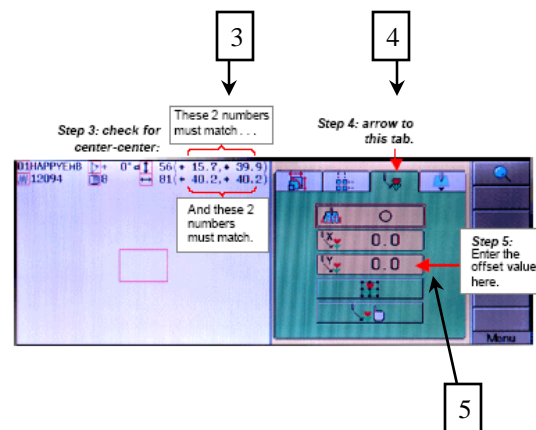 3
4
Step 3: check for
center-center:
These 2 numbers
must match . . .
Step 4: arrow to
this tab.
01HAPPYEMB + 0° 56(+ 15.7,+ 39.9)
12094 8 81(+ 40.2,+ 40.2)
And these 2
numbers
must match.
X 0.0
Y 0.0
Step 5:
Enter the
offset value
here.
Menu
5